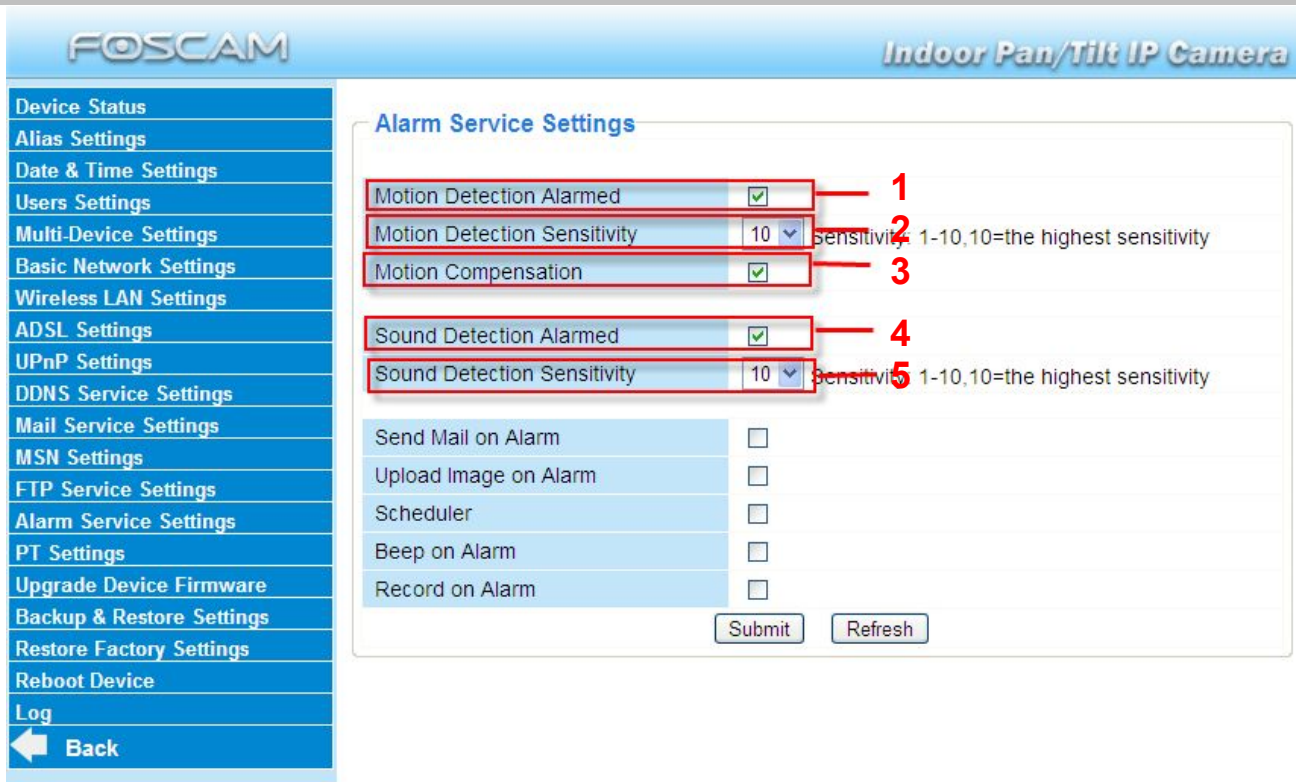 FOSCAM
Indoor Pan/Tilt IP Camera
Device Status
Alias Settings
Date & Time Settings
Users Settings
Multi-Device Settings
Basic Network Settings
Wireless LAN Settings
ADSL Settings
UPnP Settings
DDNS Service Settings
Mail Service Settings
MSN Settings
FTP Service Settings
Alarm Service Settings
PT Settings
Upgrade Device Firmware
Backup & Restore Settings
Restore Factory Settings
Reboot Device
Log
Back
Alarm Service Settings
Motion Detection Alarmed 1
Motion Detection Sensitivity 10 2 Sensitivity: 1-10,10=the highest sensitivity
Motion Compensation 3
Sound Detection Alarmed 4
Sound Detection Sensitivity 10 5 Sensitivity: 1-10,10=the highest sensitivity
Send Mail on Alarm
Upload Image on Alarm
Scheduler
Beep on Alarm
Record on Alarm
Submit Refresh